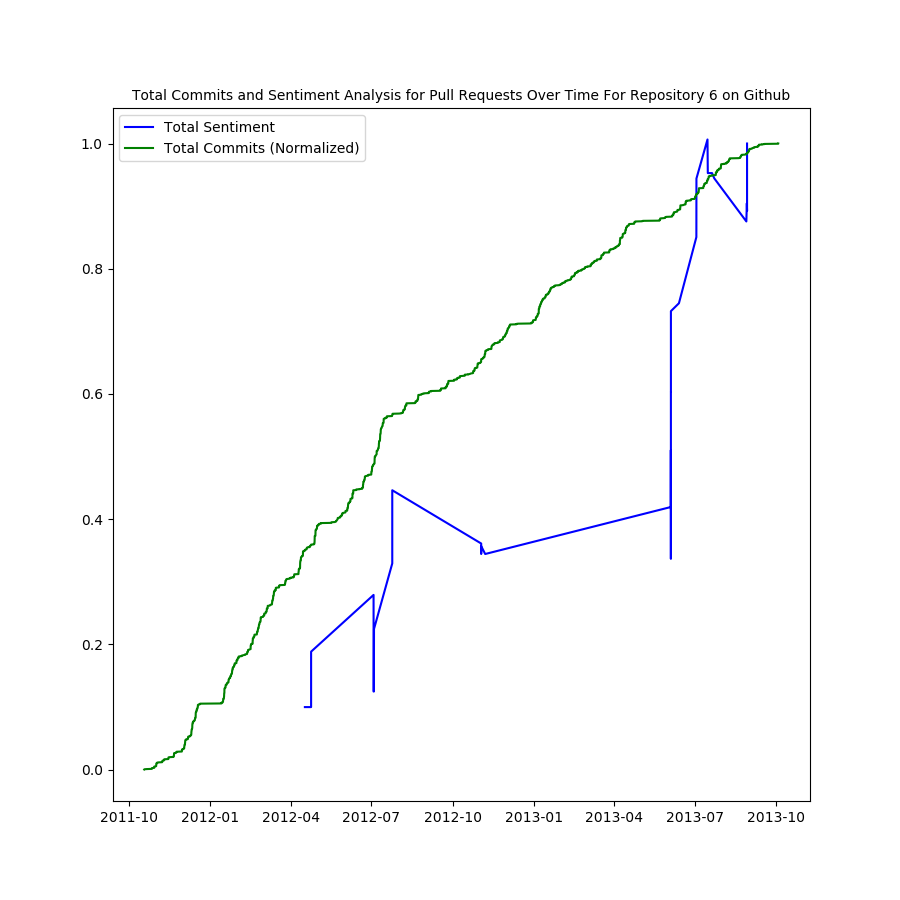 Total Commits and Sentiment Analysis for Pull Requests Over Time For Repository 6 on Github
Total Sentiment
Total Commits (Normalized)
1.0
0.8
0.6
0.4
0.2
0.0
2011-10 2012-01 2012-04 2012-07 2012-10 2013-01 2013-04 2013-07 2013-10